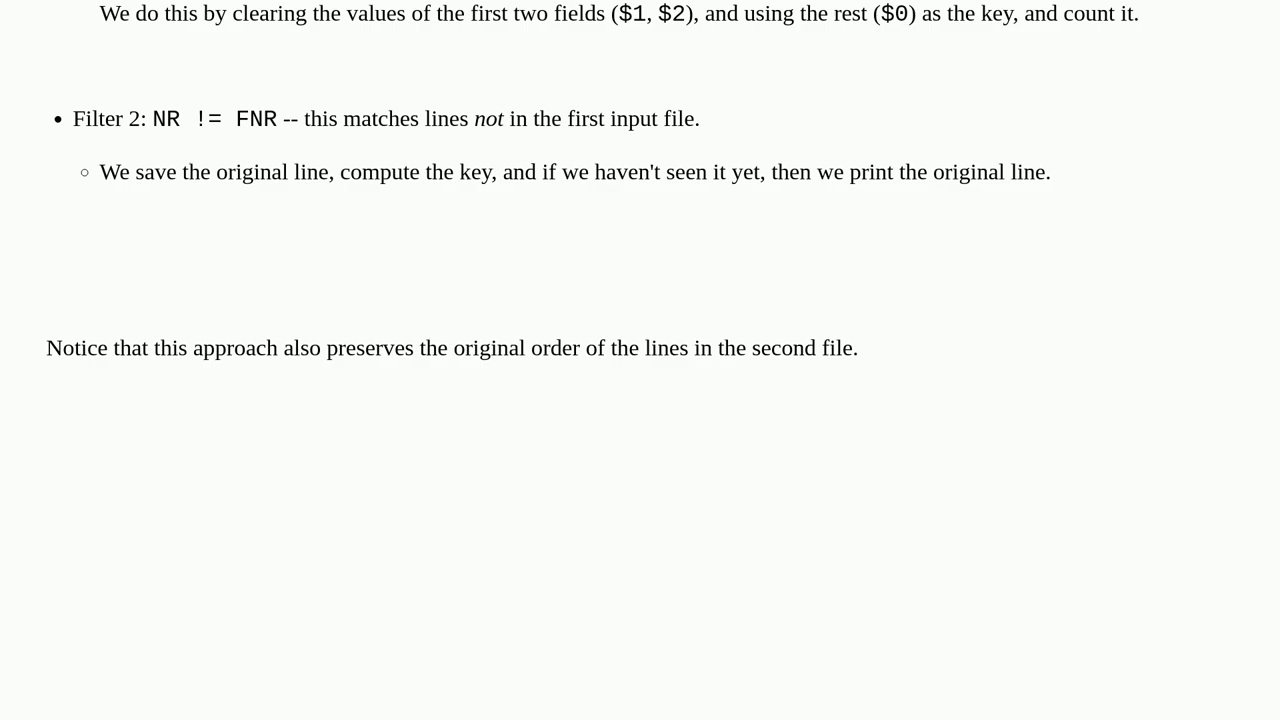 We do this by clearing the values of the first two fields ($1, $2), and using the rest ($0) as the key, and count it.
• Filter 2: NR != FNR -- this matches lines not in the first input file.
◦ We save the original line, compute the key, and if we haven't seen it yet, then we print the original line.
Notice that this approach also preserves the original order of the lines in the second file.